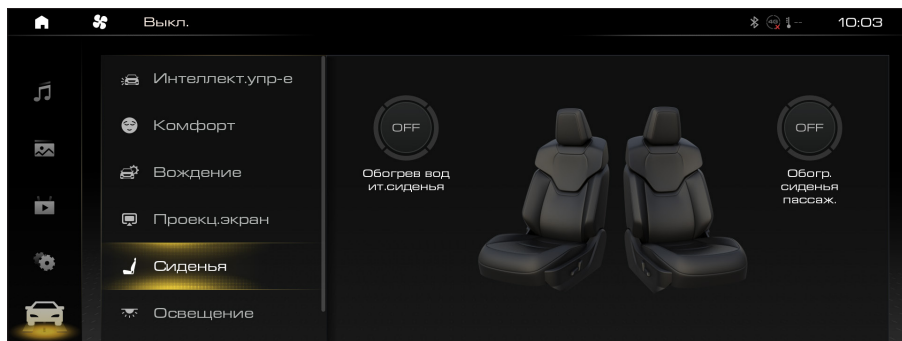 Выкл.
10:03
Интеллект.упр-е
Комфорт
Вождение
Проекц.экран
Сиденья
Освещение
OFF
Обогрев вод
ит.сиденья
OFF
Обогр.
сиденья
пассаж.